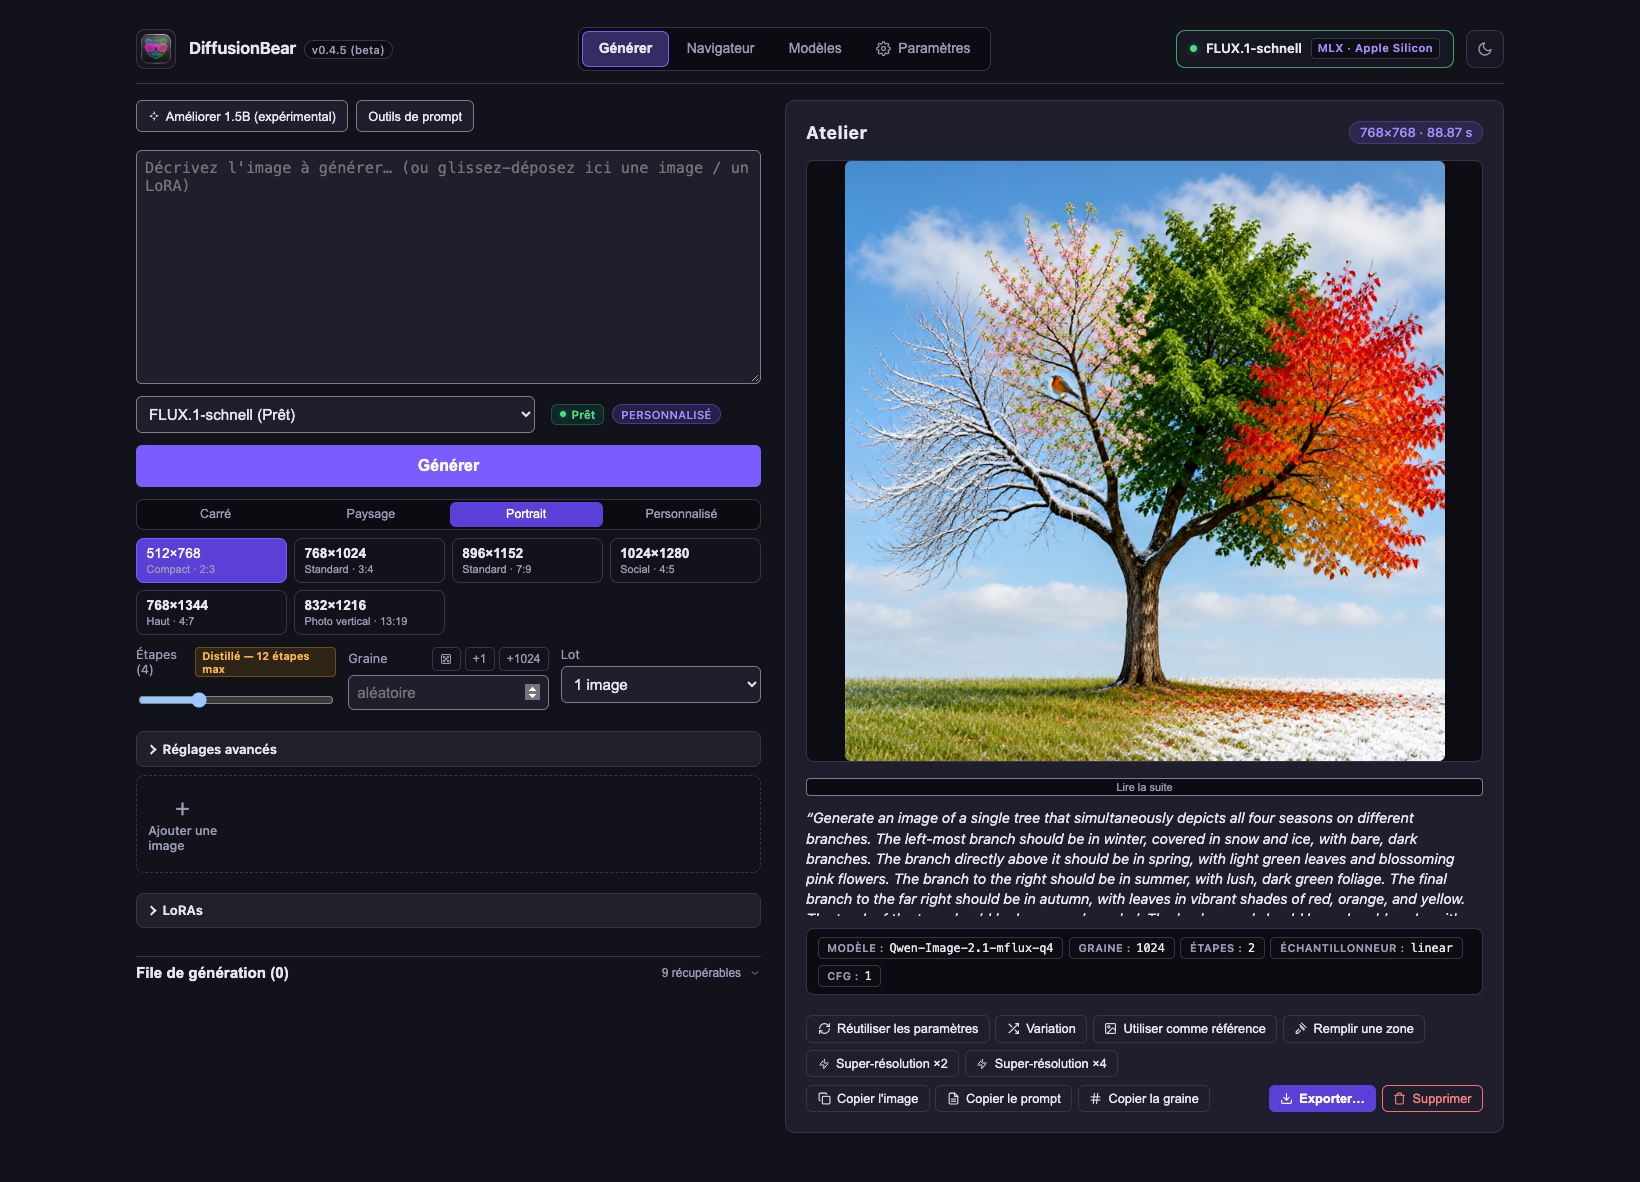 DiffusionBear v0.4.5 (beta)
Générer
Navigateur
Modèles
Paramètres
FLUX.1-schnell MLX · Apple Silicon
Améliorer 1.5B (expérimental)
Outils de prompt
Décrivez l'image à générer… (ou glissez-déposez ici une image / un
LoRA)
FLUX.1-schnell (Prêt)
Prêt
PERSONNALISÉ
Générer
Carré
Paysage
Portrait
Personnalisé
512×768
Compact · 2:3
768×1024
Standard · 3:4
896×1152
Standard · 7:9
1024×1280
Social · 4:5
768×1344
Haut · 4:7
832×1216
Photo vertical · 13:19
Étapes
(4)
Distillé — 12 étapes
max
Graine
+1
+1024
aléatoire
Lot
1 image
Réglages avancés
Ajouter une
image
LoRAs
File de génération (0)
9 récupérables
Atelier
768×768 · 88.87 s
Lire la suite
“Generate an image of a single tree that simultaneously depicts all four seasons on different
branches. The left-most branch should be in winter, covered in snow and ice, with bare, dark
branches. The branch directly above it should be in spring, with light green leaves and blossoming
pink flowers. The branch to the right should be in summer, with lush, dark green foliage. The final
branch to the far right should be in autumn, with leaves in vibrant shades of red, orange, and yellow.
MODÈLE : Qwen-Image-2.1-mflux-q4
GRAINE : 1024
ÉTAPES : 2
ÉCHANTILLONNEUR : linear
CFG : 1
Réutiliser les paramètres
Variation
Utiliser comme référence
Remplir une zone
Super-résolution ×2
Super-résolution ×4
Copier l'image
Copier le prompt
Copier la graine
Exporter…
Supprimer